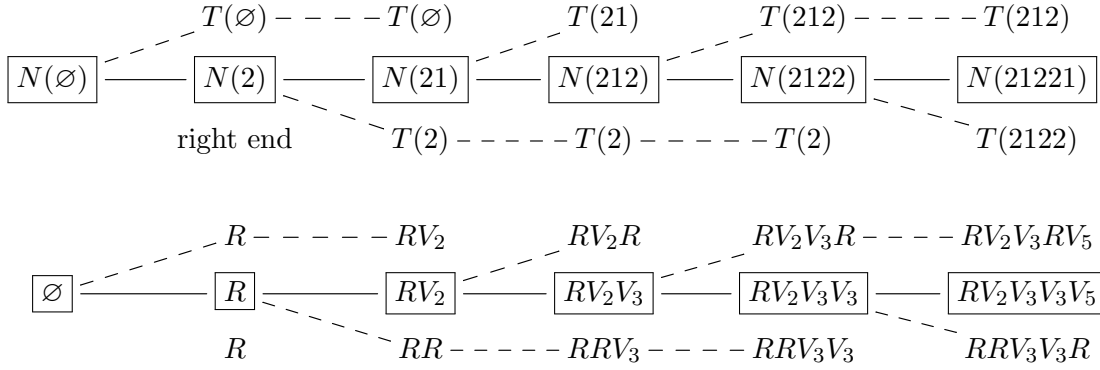 T(∅) T(∅) T(21) T(212) T(212)
N(∅) N(2) N(21) N(212) N(2122) N(21221)
right end T(2) T(2) T(2) T(2122)
R RV₂ RV₂R RV₂V₃R RV₂V₃RV₅
∅ R RV₂ RV₂V₃ RV₂V₃V₃ RV₂V₃V₃V₅
R RR RRV₃ RRV₃V₃ RRV₃V₃R